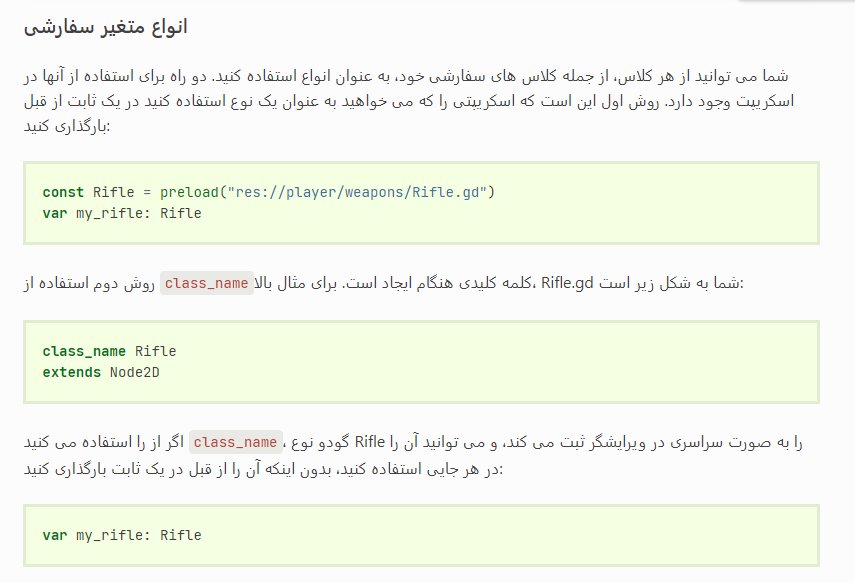 انواع متغیر سفارشی
شما می توانید از هر کلاس، از جمله کلاس های سفارشی خود، به عنوان انواع استفاده کنید. دو راه برای استفاده از آنها در
اسکریپت وجود دارد. روش اول این است که اسکریپتی را که می خواهید به عنوان یک نوع استفاده کنید در یک ثابت از قبل
بارگذاری کنید:
const Rifle = preload("res://player/weapons/Rifle.gd")
var my_rifle: Rifle
روش دوم استفاده از class_name کلمه کلیدی هنگام ایجاد است. برای مثال بالا، Rifle.gd شما به شکل زیر است:
class_name Rifle
extends Node2D
اگر از را استفاده می کنید class_name، گودو نوع Rifle را به صورت سراسری در ویرایشگر ثبت می کند، و می توانید آن را
در هر جایی استفاده کنید، بدون اینکه آن را از قبل در یک ثابت بارگذاری کنید:
var my_rifle: Rifle